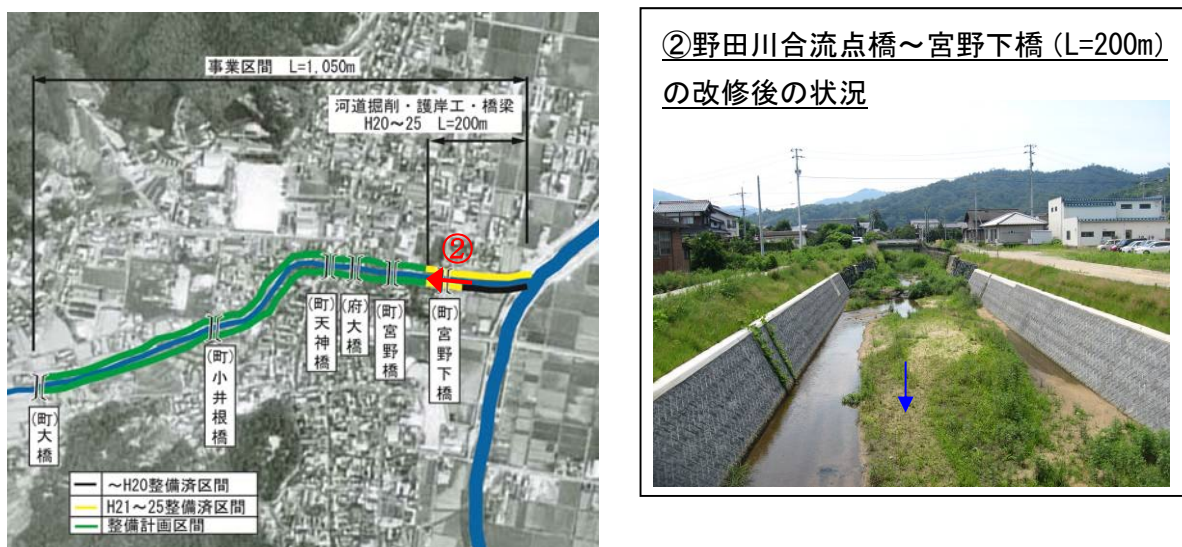 事業区間 L=1,050m
河道掘削・護岸工・橋梁
H20～25 L=200m
②
(町)大橋
(町)小井根橋
(町)天神橋
(府)大橋
(町)宮野橋
(町)宮野下橋
～H20整備済区間
H21～25整備済区間
整備計画区間
②野田川合流点橋～宮野下橋(L=200m)
の改修後の状況